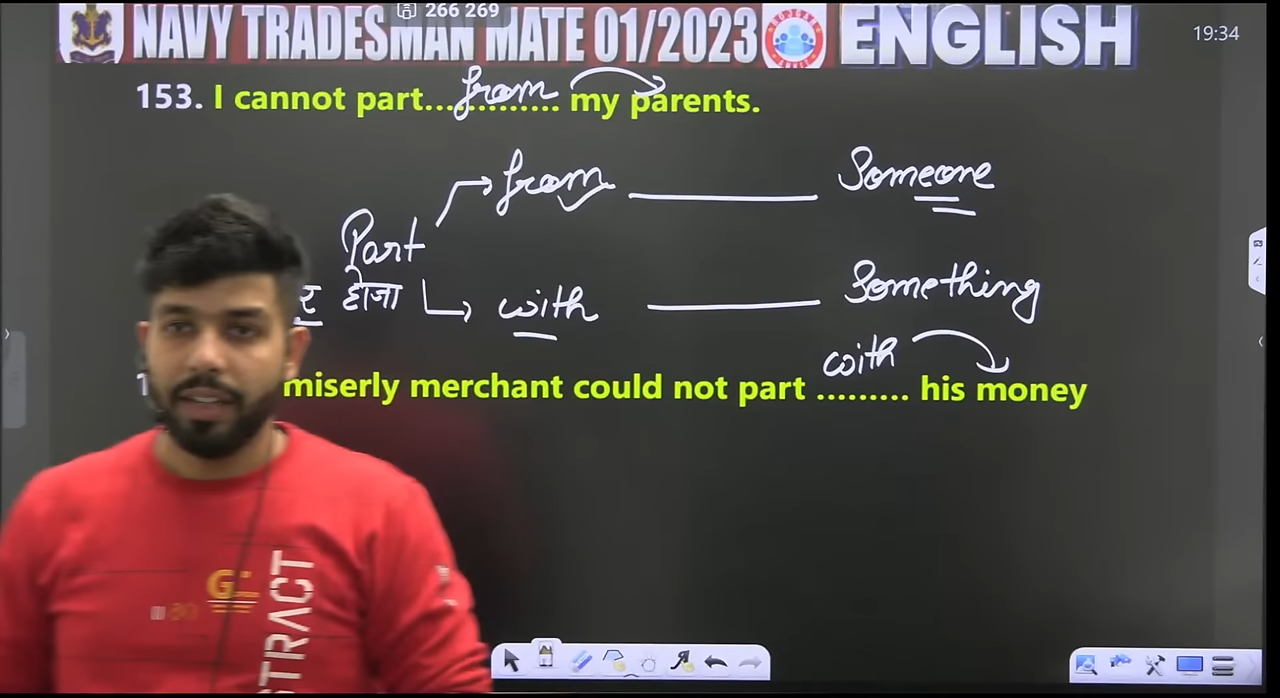 266 269
NAVY TRADESMAN MATE 01/2023 ENGLISH
19:34
153. I cannot part............. my parents.
from
from Someone
Part
होजा with Something
with
miserly merchant could not part ......... his money
G
STRACT